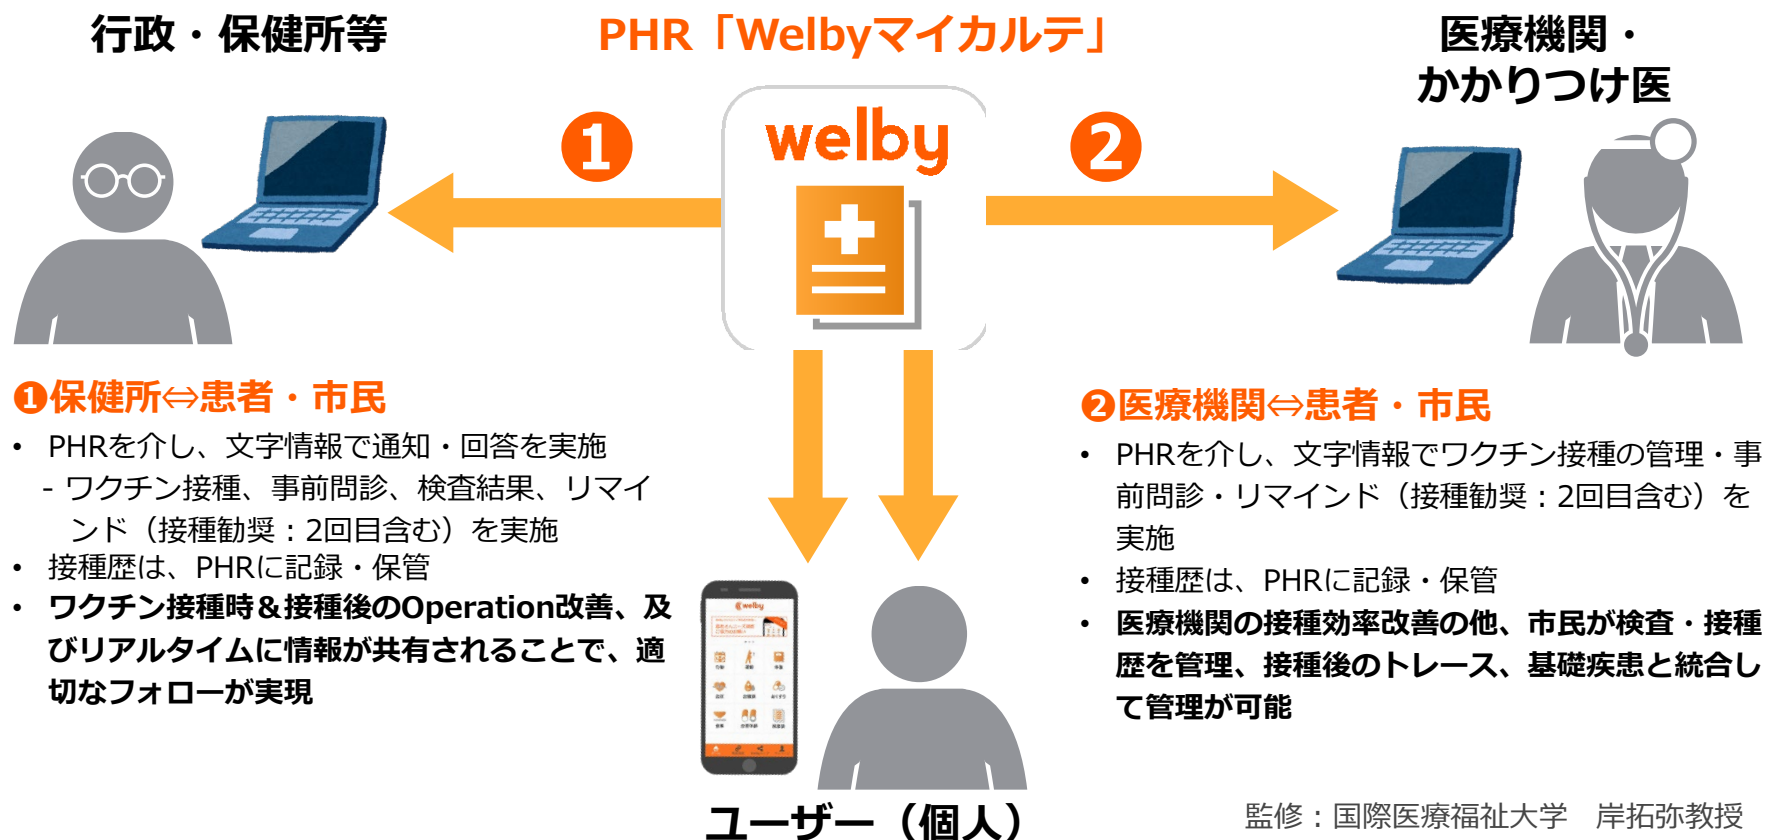 行政・保健所等
PHR「Welbyマイカルテ」
医療機関・
かかりつけ医
❶
welby
❷
❶保健所⇔患者・市民
• PHRを介し、文字情報で通知・回答を実施
- ワクチン接種、事前問診、検査結果、リマイ
ンド（接種勧奨：2回目含む）を実施
• 接種歴は、PHRに記録・保管
• ワクチン接種時＆接種後のOperation改善、及
びリアルタイムに情報が共有されることで、適
切なフォローが実現
❷医療機関⇔患者・市民
• PHRを介し、文字情報でワクチン接種の管理・事
前問診・リマインド（接種勧奨：2回目含む）を
実施
• 接種歴は、PHRに記録・保管
• 医療機関の接種効率改善の他、市民が検査・接種
歴を管理、接種後のトレース、基礎疾患と統合し
て管理が可能
welby
ユーザー（個人）
監修：国際医療福祉大学　岸拓弥教授